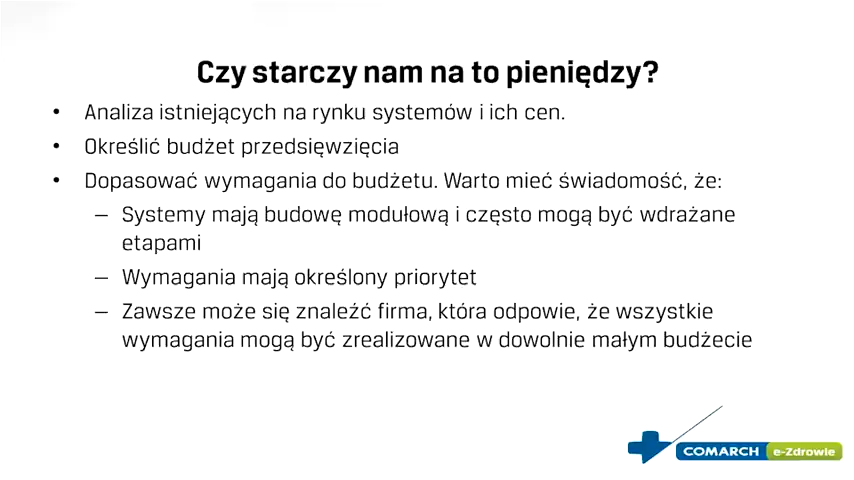 Czy starczy nam na to pieniędzy?
• Analiza istniejących na rynku systemów i ich cen.
• Określić budżet przedsięwzięcia
• Dopasować wymagania do budżetu. Warto mieć świadomość, że:
– Systemy mają budowę modułową i często mogą być wdrażane
etapami
– Wymagania mają określony priorytet
– Zawsze może się znaleźć firma, która odpowie, że wszystkie
wymagania mogą być zrealizowane w dowolnie małym budżecie
COMARCH e-Zdrowie